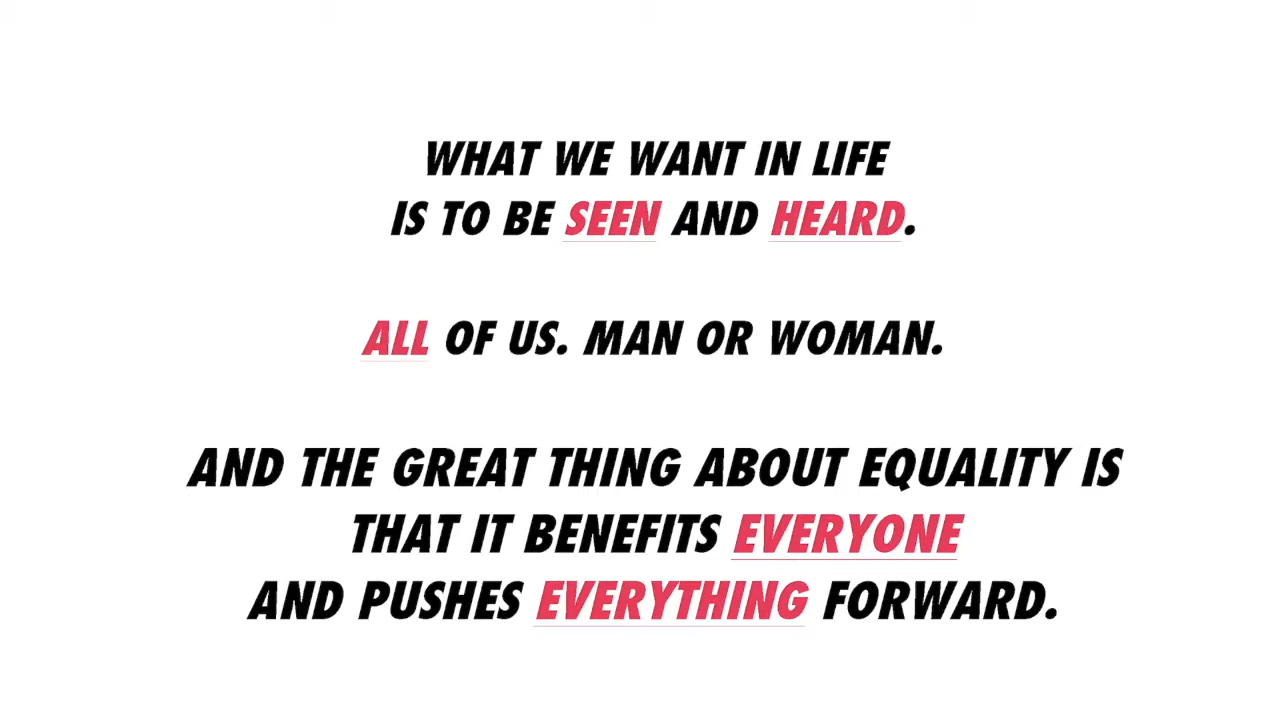 WHAT WE WANT IN LIFE
IS TO BE SEEN AND HEARD.
ALL OF US. MAN OR WOMAN.
AND THE GREAT THING ABOUT EQUALITY IS
THAT IT BENEFITS EVERYONE
AND PUSHES EVERYTHING FORWARD.